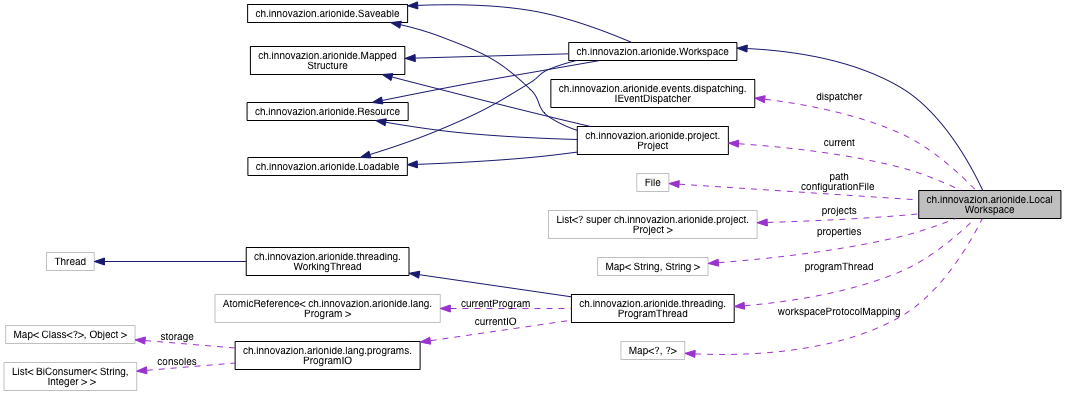 ch.innovazion.arionide.Saveable
ch.innovazion.arionide.Mapped
Structure
ch.innovazion.arionide.Workspace
ch.innovazion.arionide.events.dispatching.
IEventDispatcher
dispatcher
ch.innovazion.arionide.Resource
ch.innovazion.arionide.project.
Project
current
ch.innovazion.arionide.Loadable
File
path
configurationFile
ch.innovazion.arionide.Local
Workspace
List<? super ch.innovazion.arionide.project.
Project >
projects
properties
Thread
ch.innovazion.arionide.threading.
WorkingThread
Map< String, String >
programThread
AtomicReference< ch.innovazion.arionide.lang.
Program >
currentProgram
ch.innovazion.arionide.threading.
ProgramThread
workspaceProtocolMapping
currentIO
Map< Class<?>, Object >
storage
ch.innovazion.arionide.lang.programs.
ProgramIO
Map<?, ?>
consoles
List< BiConsumer< String,
Integer > >